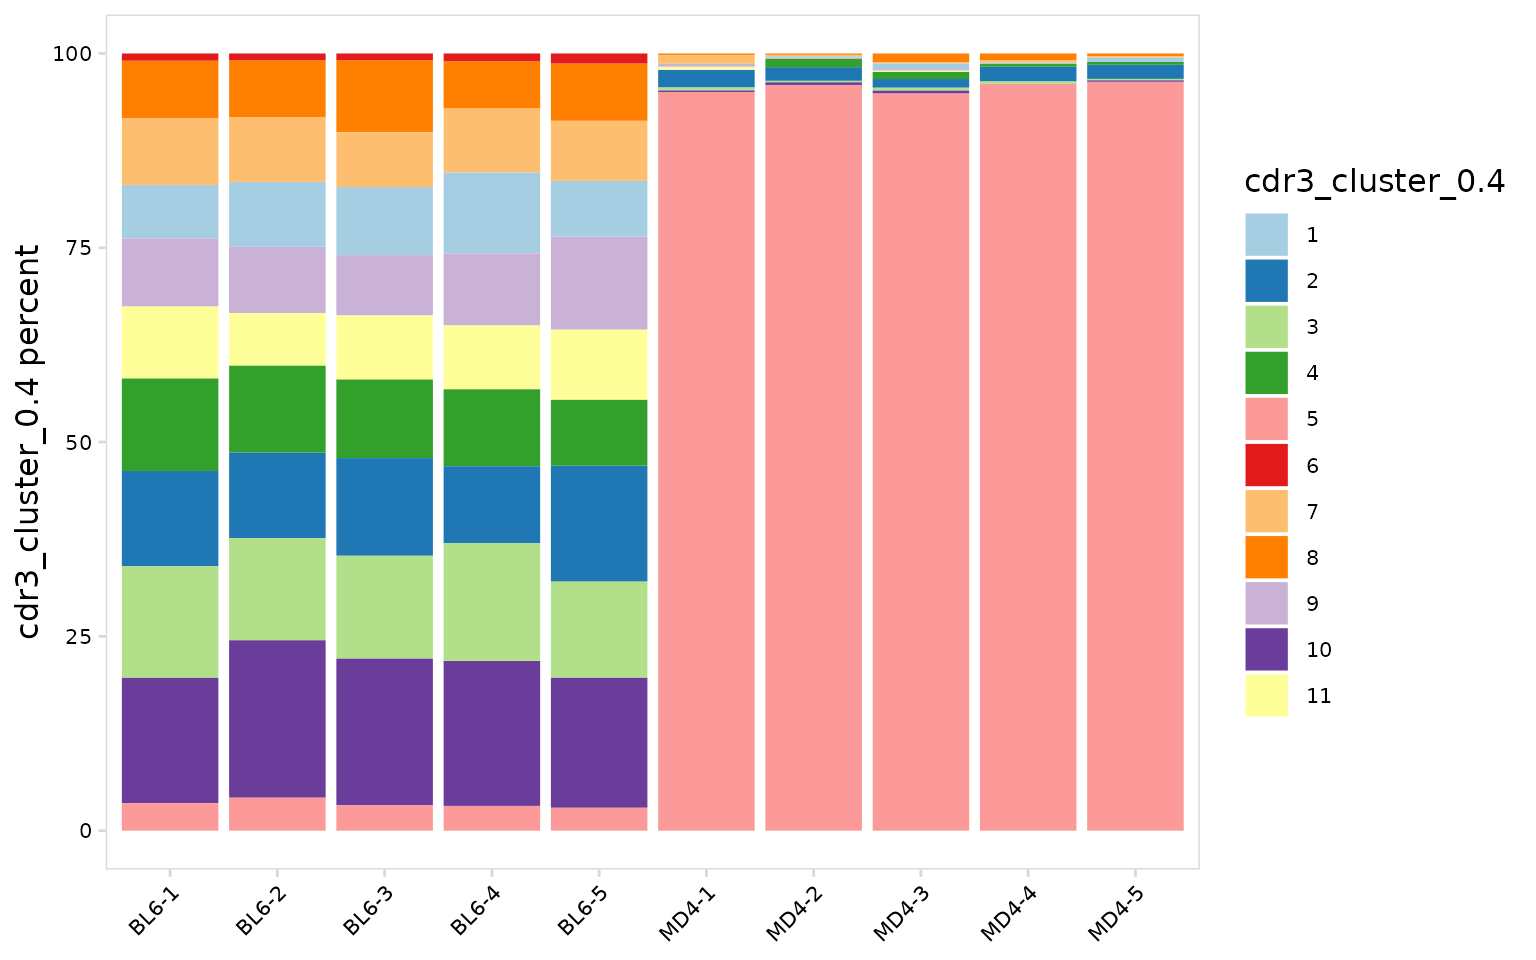 cdr3_cluster_0.4 percent
100
75
50
25
0
BL6-1
BL6-2
BL6-3
BL6-4
BL6-5
MD4-1
MD4-2
MD4-3
MD4-4
MD4-5
cdr3_cluster_0.4
1
2
3
4
5
6
7
8
9
10
11